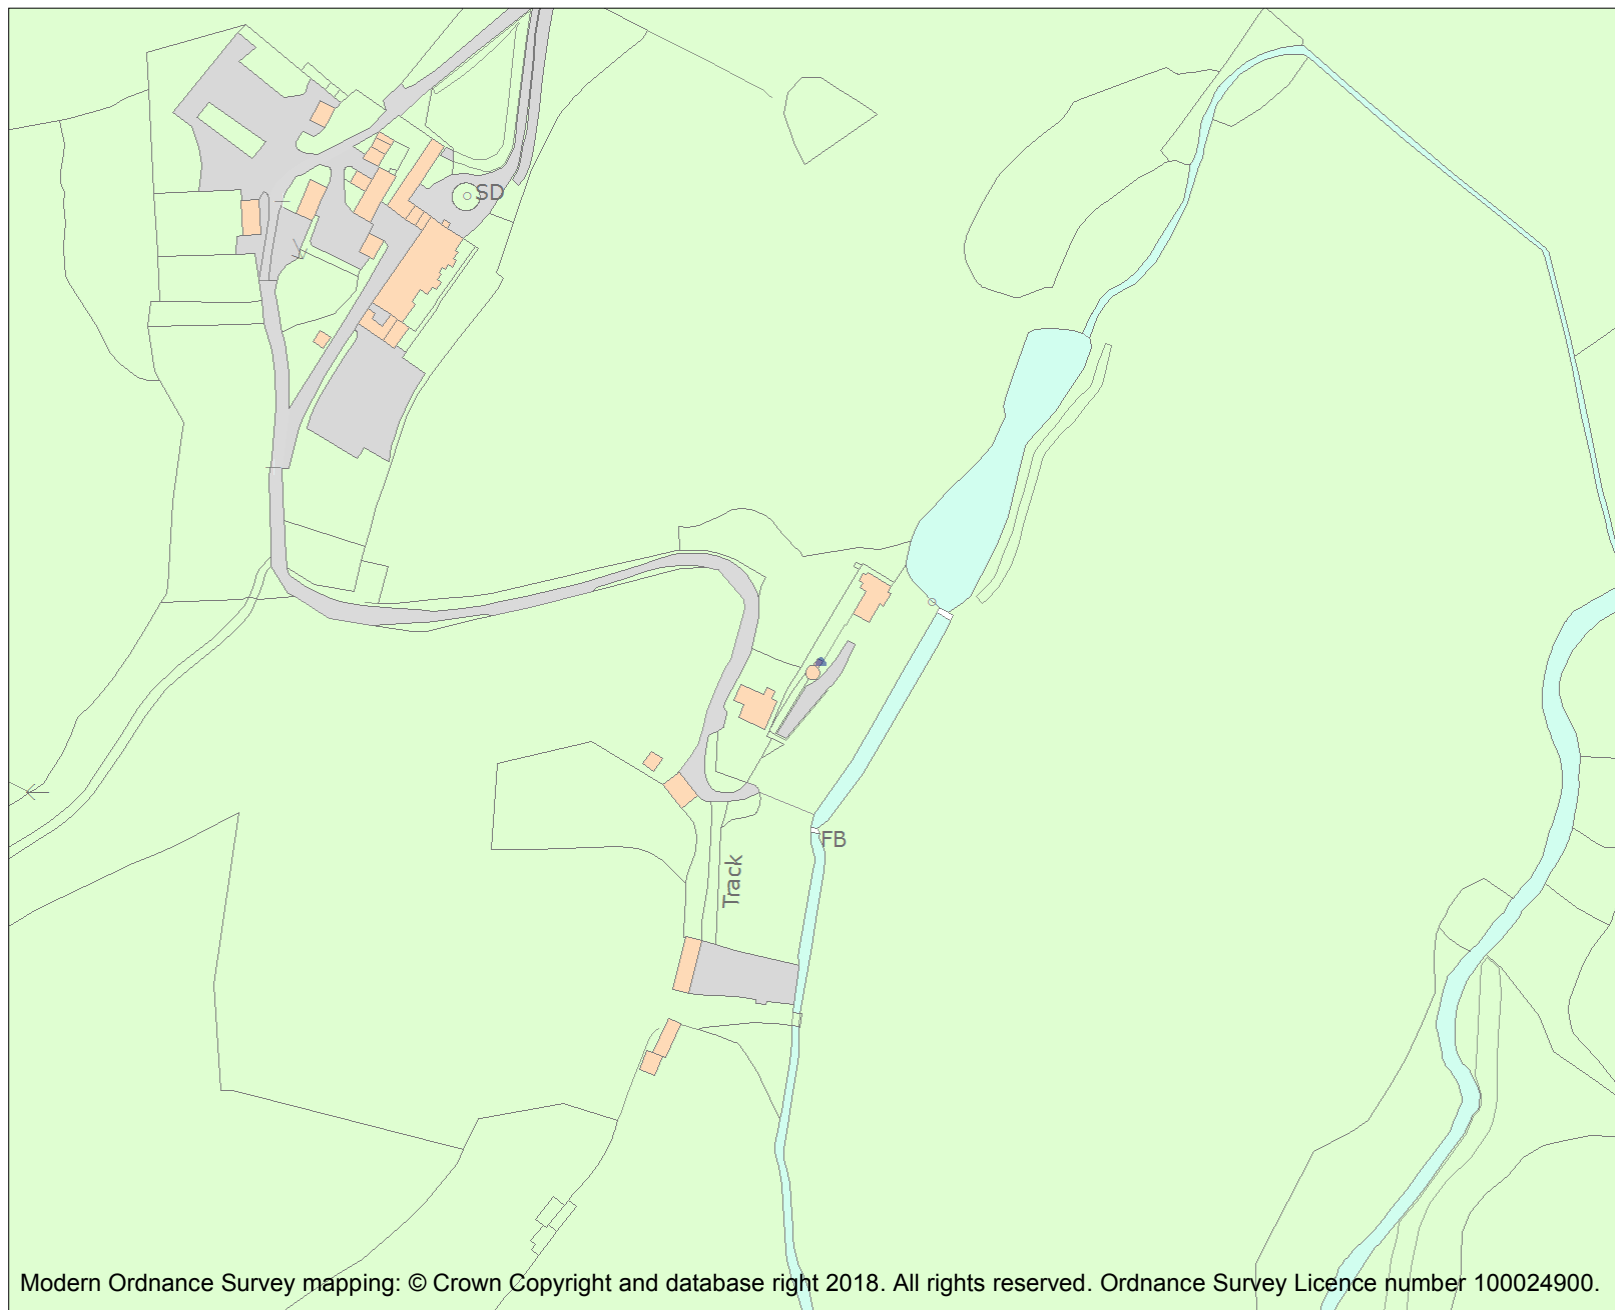 SD
FB
Track
Modern Ordnance Survey mapping: © Crown Copyright and database right 2018. All rights reserved. Ordnance Survey Licence number 100024900.